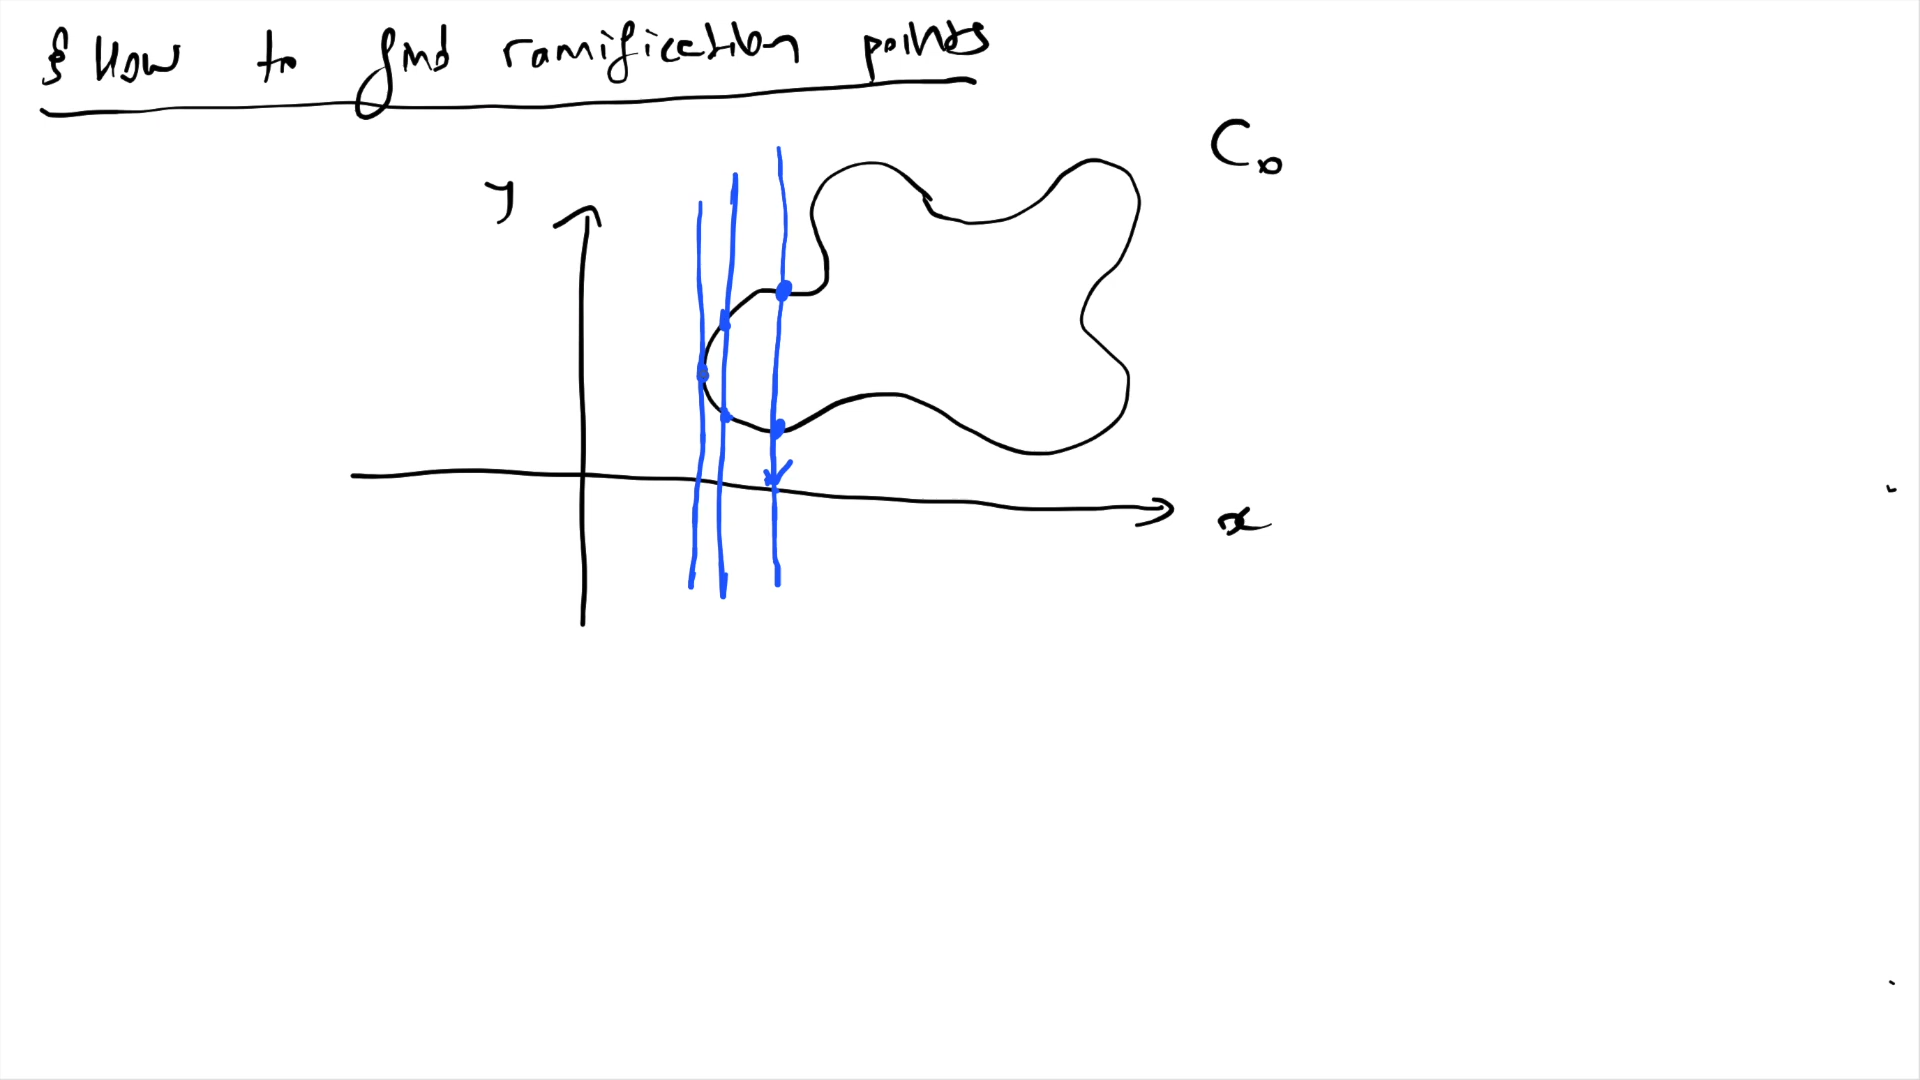 § How to find ramification points
C₀
y
x